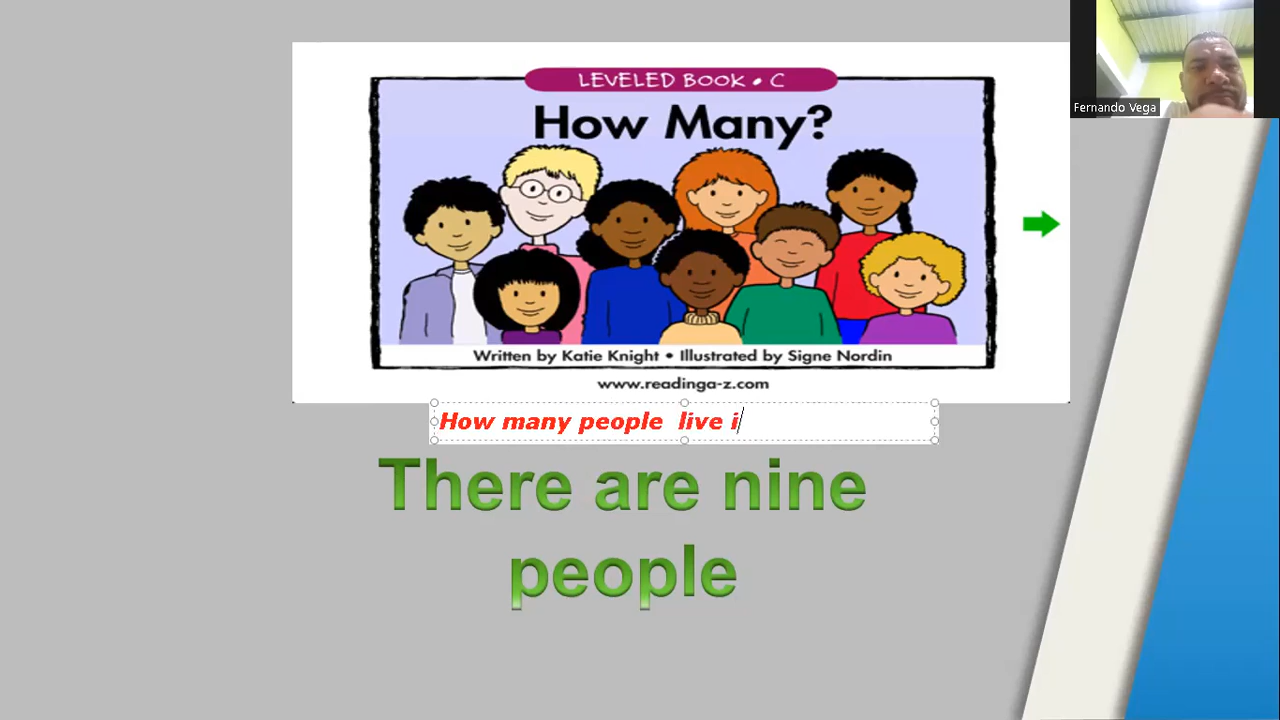 LEVELED BOOK • C
How Many?
Written by Katie Knight • Illustrated by Signe Nordin
www.readinga-z.com
How many people live i
There are nine
people
Fernando Vega